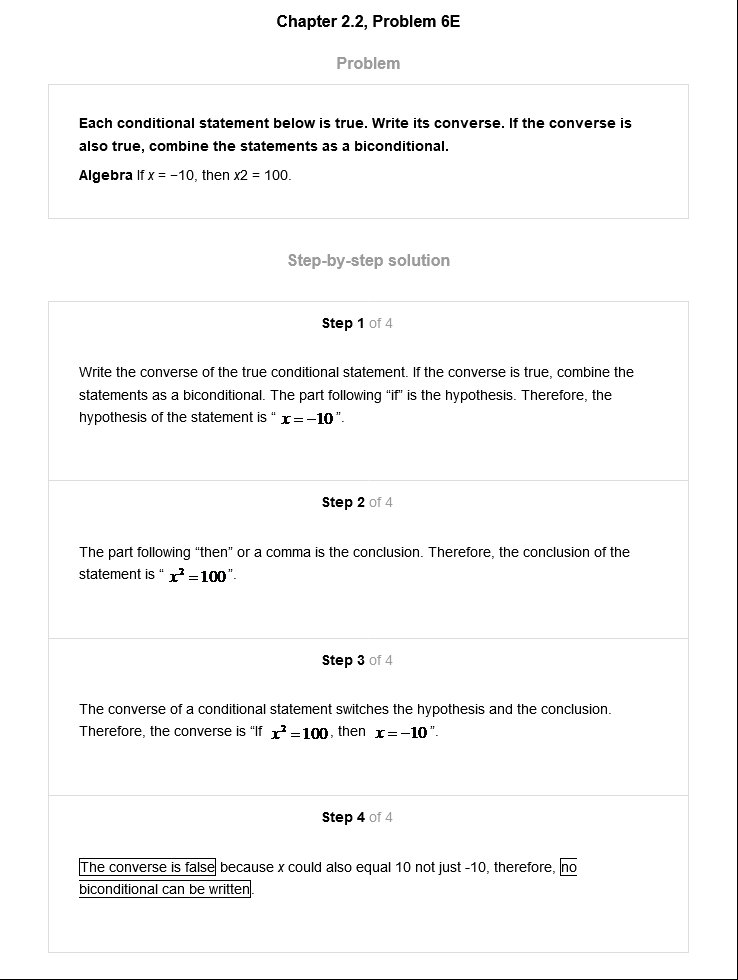 Chapter 2.2, Problem 6E
Problem
Each conditional statement below is true. Write its converse. If the converse is
also true, combine the statements as a biconditional.
Algebra If x = −10, then x2 = 100.
Step-by-step solution
Step 1 of 4
Write the converse of the true conditional statement. If the converse is true, combine the
statements as a biconditional. The part following “if” is the hypothesis. Therefore, the
hypothesis of the statement is “ x = −10 ”.
Step 2 of 4
The part following “then” or a comma is the conclusion. Therefore, the conclusion of the
statement is “ x² = 100 ”.
Step 3 of 4
The converse of a conditional statement switches the hypothesis and the conclusion.
Therefore, the converse is “If x² = 100 , then x = −10 ”.
Step 4 of 4
The converse is false because x could also equal 10 not just -10, therefore, no
biconditional can be written.